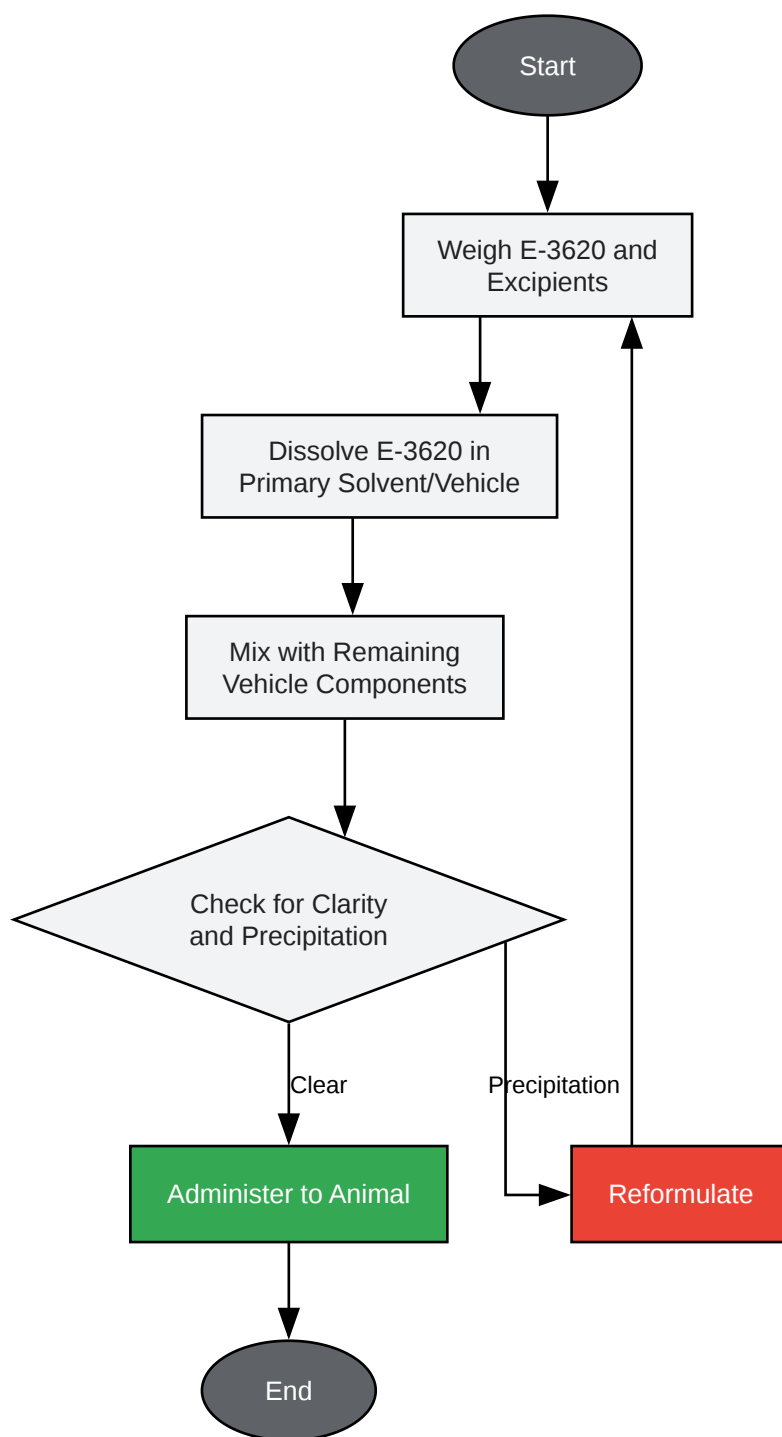 Start
Weigh E-3620 and
Excipients
Dissolve E-3620 in
Primary Solvent/Vehicle
Mix with Remaining
Vehicle Components
Check for Clarity
and Precipitation
Clear
Precipitation
Administer to Animal
Reformulate
End